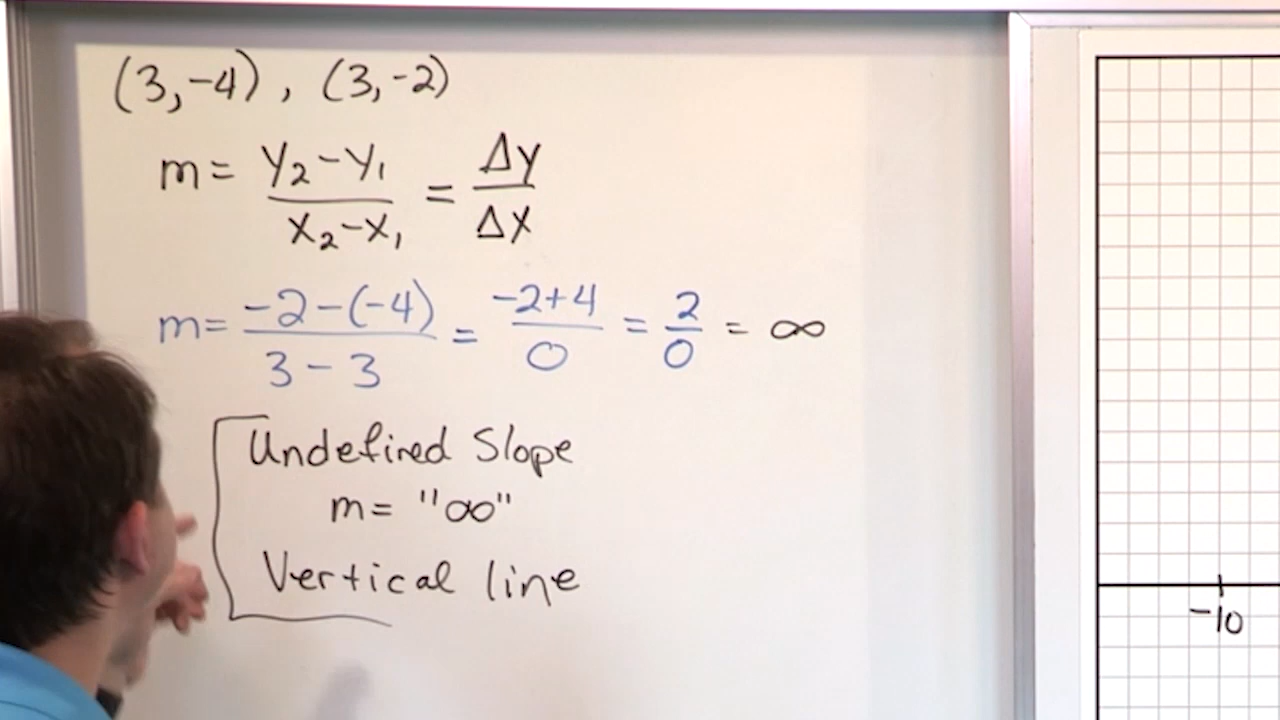 (3,-4), (3,-2)
m = y₂-y₁/x₂-x₁ = Δy/Δx
m = -2-(-4)/3-3 = -2+4/0 = 2/0 = ∞
Undefined Slope
m = "∞"
Vertical line
-10